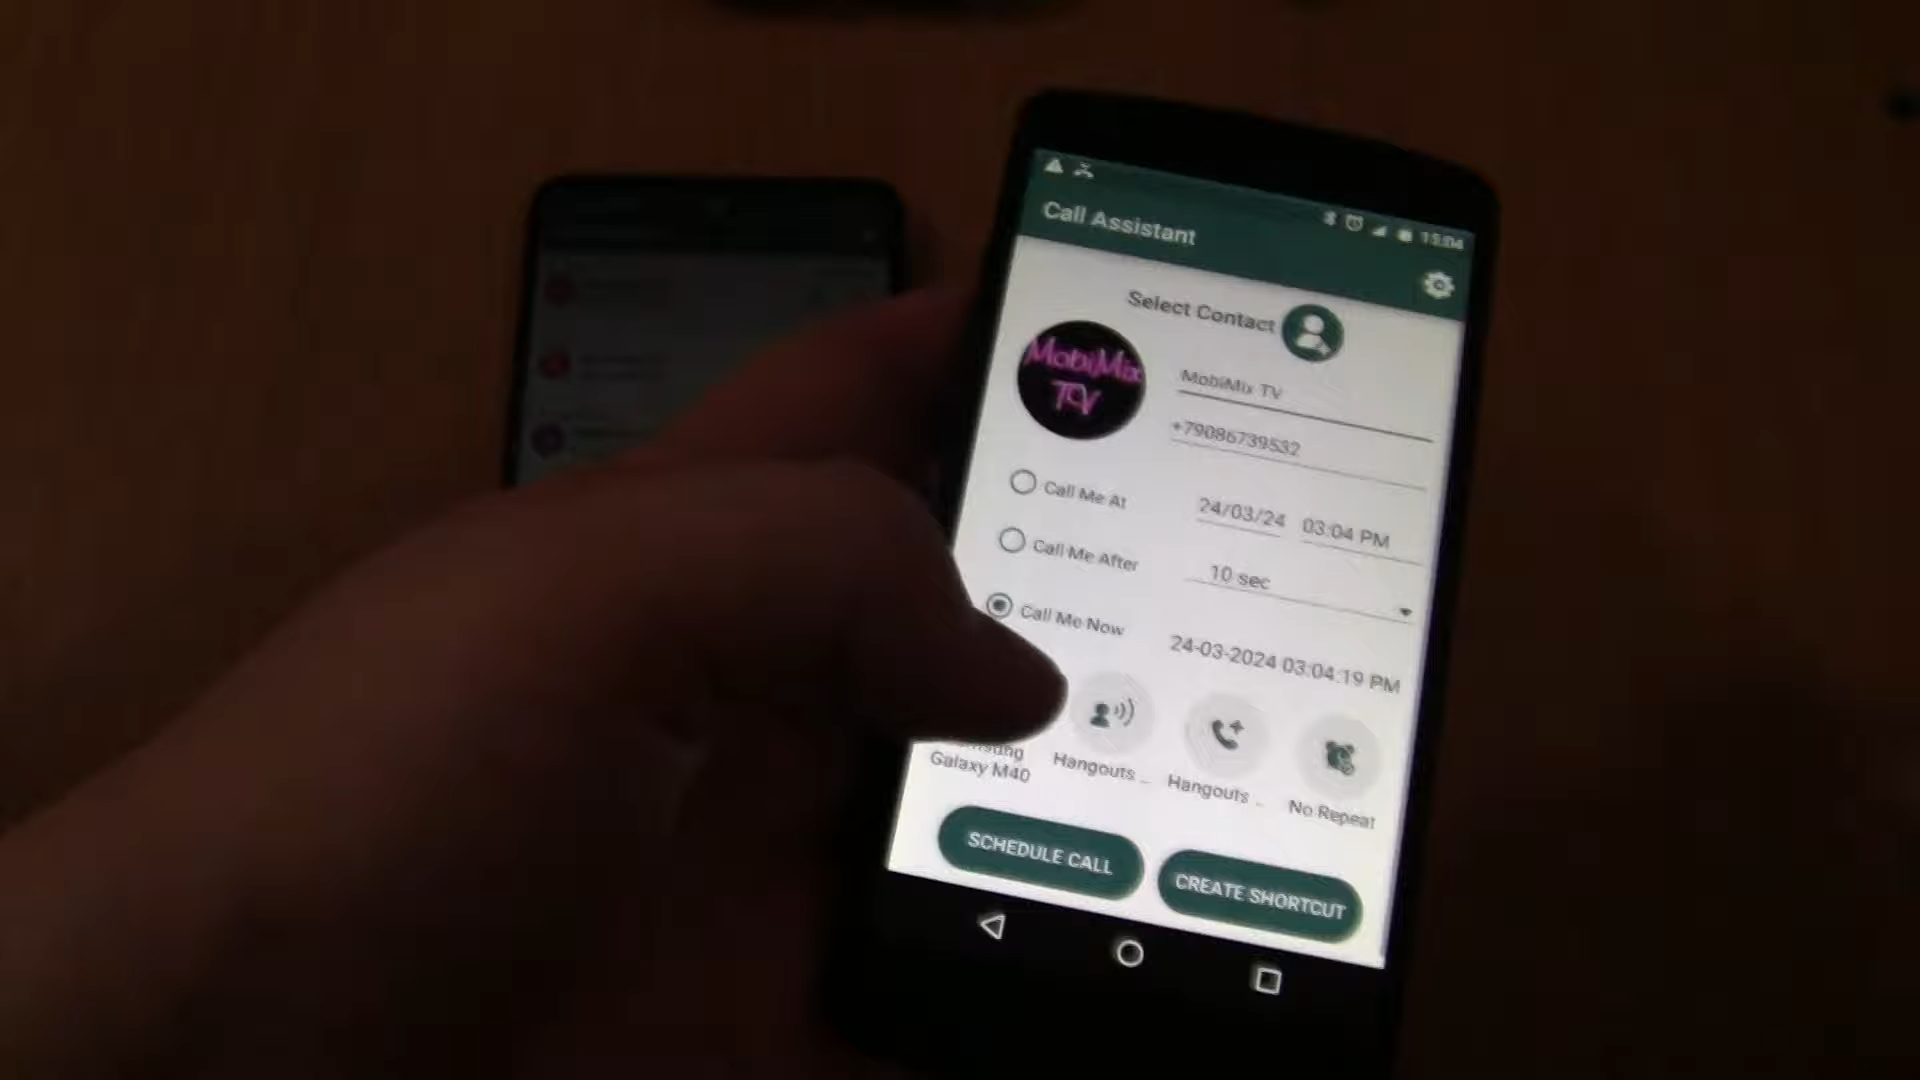 15:04
Call Assistant
Select Contact
MobiMix
TV
MobiMix TV
+79086739532
Call Me At 24/03/24 03:04 PM
Call Me After 10 sec
Call Me Now 24-03-2024 03:04:19 PM
Galaxy M40
Hangouts ..
Hangouts ..
No Repeat
SCHEDULE CALL
CREATE SHORTCUT